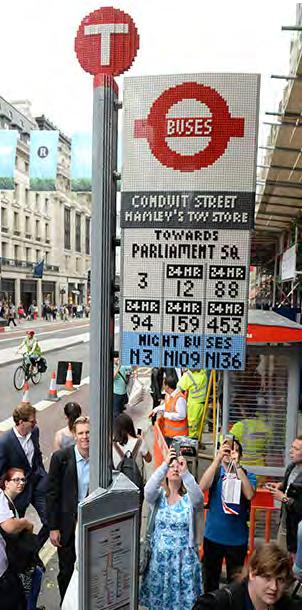 T
BUSES
CONDUIT STREET
HAMLEY'S TOY STORE
TOWARDS
PARLIAMENT SQ.
24HR 24HR
3 12 88
24HR 24HR 24HR
94 159 453
NIGHT BUSES
N3 N109 N136
R